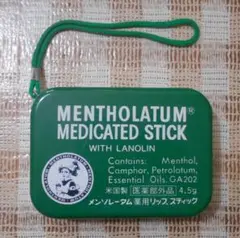 MENTHOLATUM®
MEDICATED STICK
WITH LANOLIN
MENTHOLATUM
Contains: Menthol,
Camphor, Petrolatum,
Essential Oils. GA202
米国製 医薬部外品 4.5g
メンソレータム 薬用リップ スティック